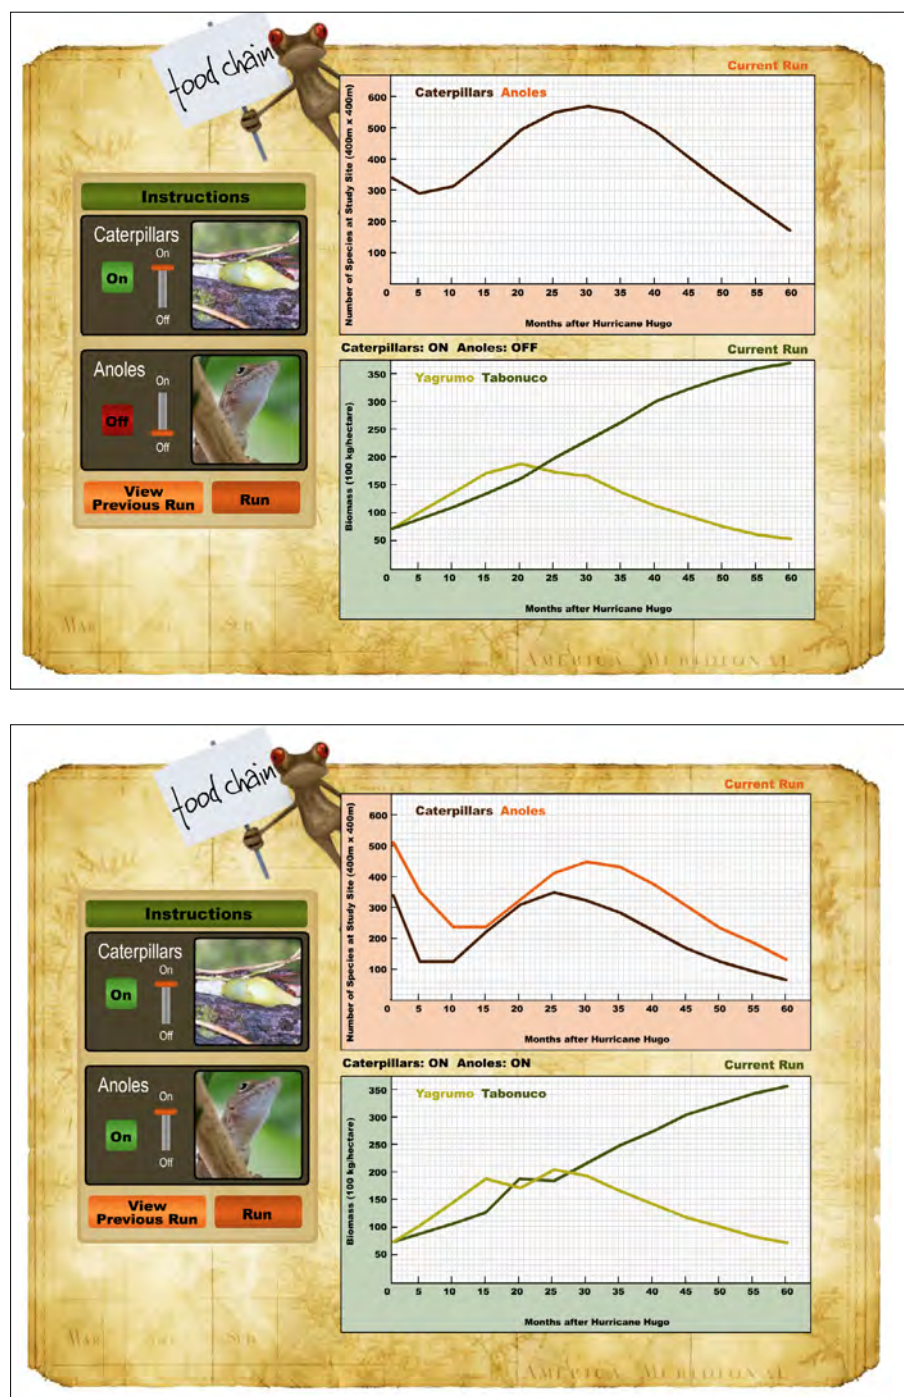 food chain
Current Run
Caterpillars Anoles
Number of Species at Study Site (400m x 400m)
600
500
400
300
200
100
0 5 10 15 20 25 30 35 40 45 50 55 60
Months after Hurricane Hugo
Instructions
Caterpillars
On
On
Off
Anoles
On
Off
Off
View
Previous Run
Run
Caterpillars: ON Anoles: OFF
Current Run
Yagrumo Tabonuco
Biomass (100 kg/hectare)
350
300
250
200
150
100
50
0 5 10 15 20 25 30 35 40 45 50 55 60
Months after Hurricane Hugo
AMERICA MERIDIONAL
food chain
Current Run
Caterpillars Anoles
Number of Species at Study Site (400m x 400m)
600
500
400
300
200
100
0 5 10 15 20 25 30 35 40 45 50 55 60
Months after Hurricane Hugo
Instructions
Caterpillars
On
On
Off
Anoles
On
On
Off
View
Previous Run
Run
Caterpillars: ON Anoles: ON
Current Run
Yagrumo Tabonuco
Biomass (100 kg/hectare)
350
300
250
200
150
100
50
0 5 10 15 20 25 30 35 40 45 50 55 60
Months after Hurricane Hugo
AMERICA MERIDIONAL